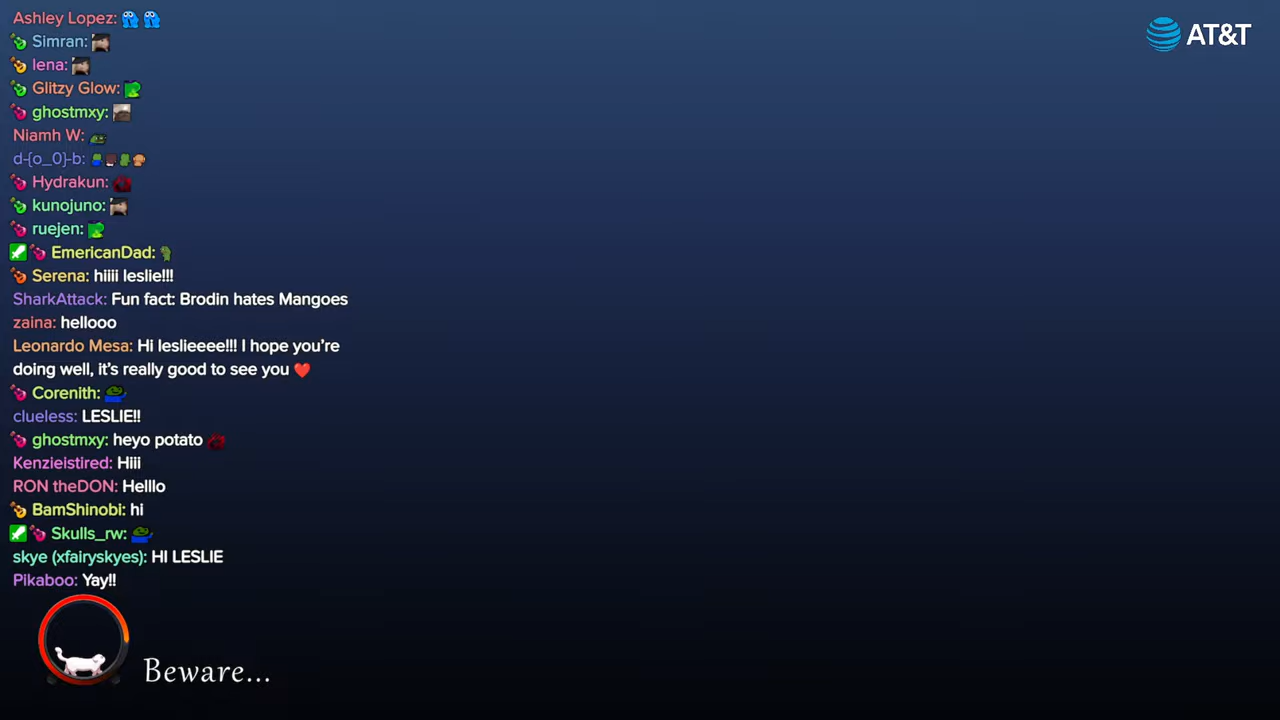 Ashley Lopez:
AT&T
Simran:
lena:
Glitzy Glow:
ghostmxy:
Niamh W:
d-{o_0}-b:
Hydrakun:
kunojuno:
ruejen:
EmericanDad:
Serena: hiiii leslie!!!
SharkAttack: Fun fact: Brodin hates Mangoes
zaina: hellooo
Leonardo Mesa: Hi leslieeee!!! I hope you’re
doing well, it’s really good to see you ❤️
Corenith:
clueless: LESLIE!!
ghostmxy: heyo potato
Kenzieistired: Hiii
RON theDON: Helllo
BamShinobi: hi
Skulls_rw:
skye (xfairyskyes): HI LESLIE
Pikaboo: Yay!!
Beware...